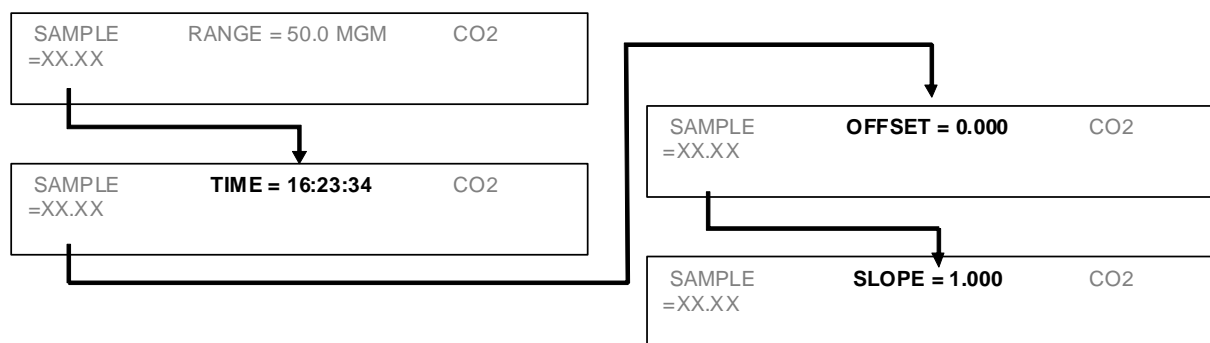 SAMPLE RANGE = 50.0 MGM CO2
=XX.XX
SAMPLE TIME = 16:23:34 CO2
=XX.XX
SAMPLE OFFSET = 0.000 CO2
=XX.XX
SAMPLE SLOPE = 1.000 CO2
=XX.XX